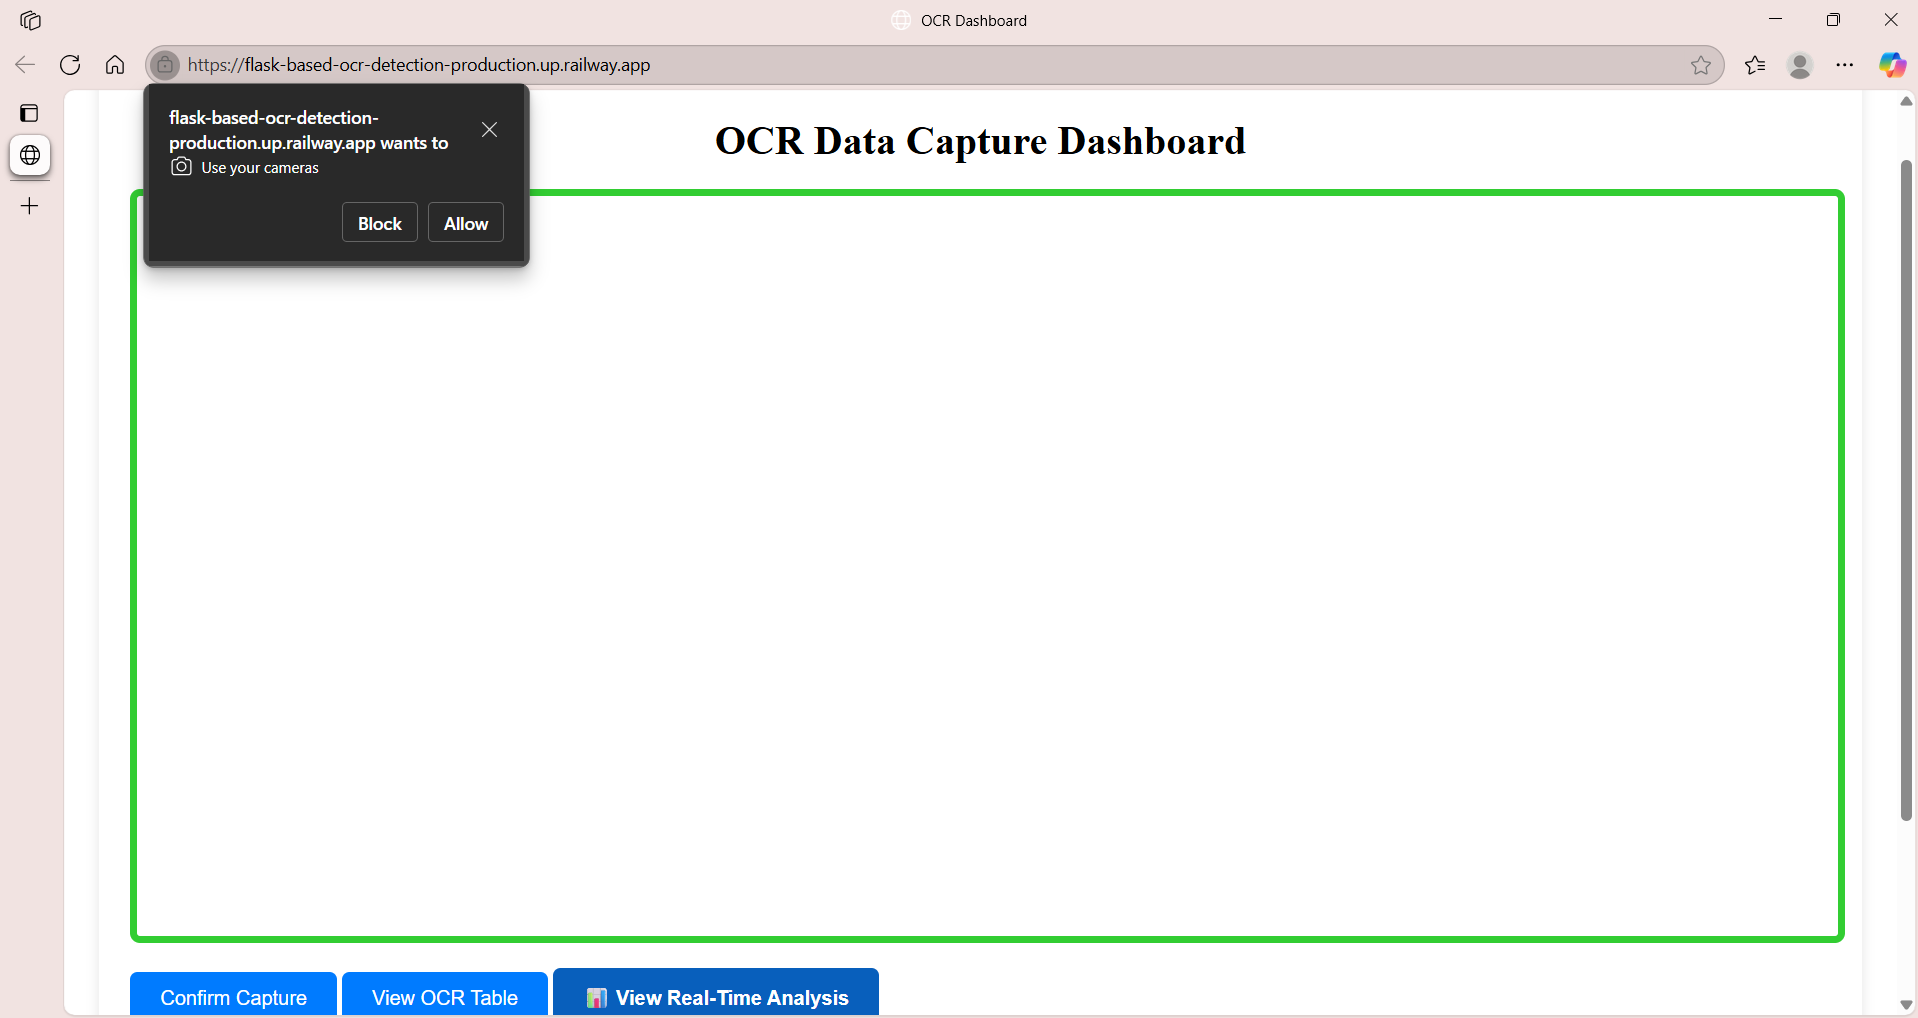 OCR Dashboard
https://flask-based-ocr-detection-production.up.railway.app
flask-based-ocr-detection-
production.up.railway.app wants to
Use your cameras
Block
Allow
OCR Data Capture Dashboard
Confirm Capture
View OCR Table
View Real-Time Analysis